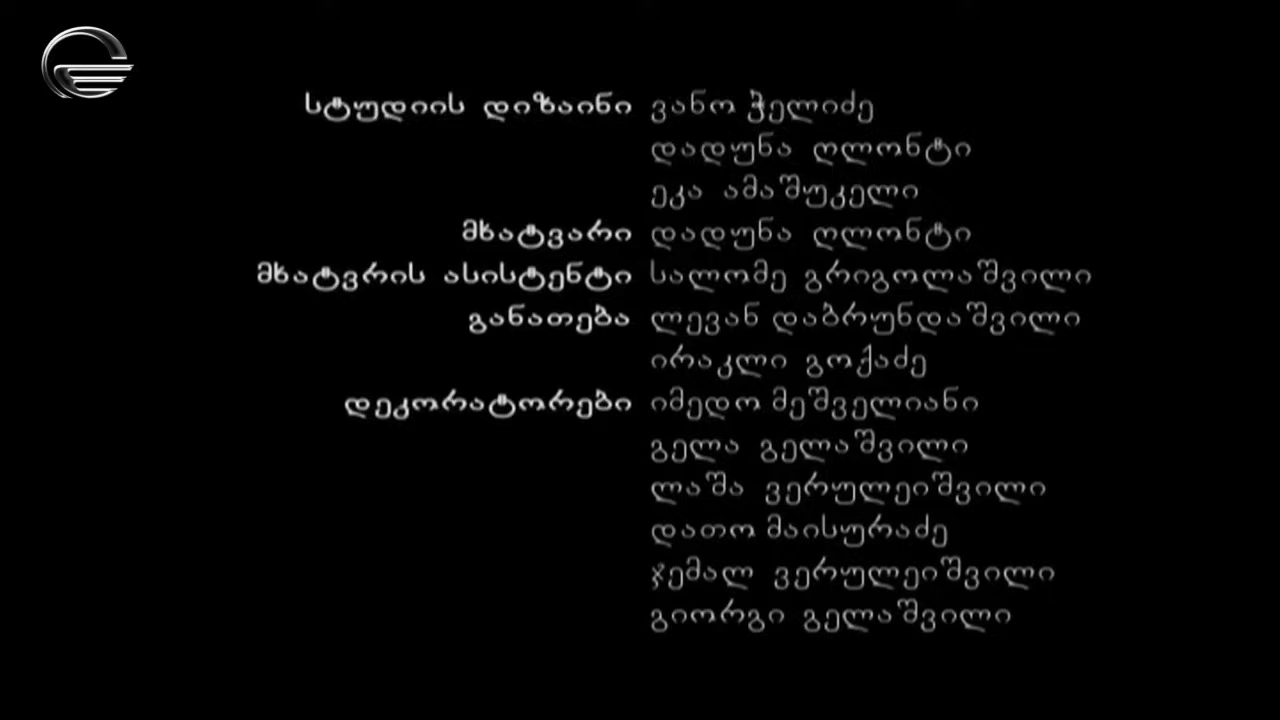 სტუდიის დიზაინი ვანო ჭელიძე
დადუნა ღლონტი
ეკა ამაშუკელი
მხატვარი დადუნა ღლონტი
მხატვრის ასისტენტი სალომე გრიგოლაშვილი
განათება ლევან დაბრუნდაშვილი
ირაკლი გოქაძე
დეკორატორები იმედო მეშველიანი
გელა გელაშვილი
ლაშა ვერულეიშვილი
დათო მაისურაძე
ჯემალ ვერულეიშვილი
გიორგი გელაშვილი